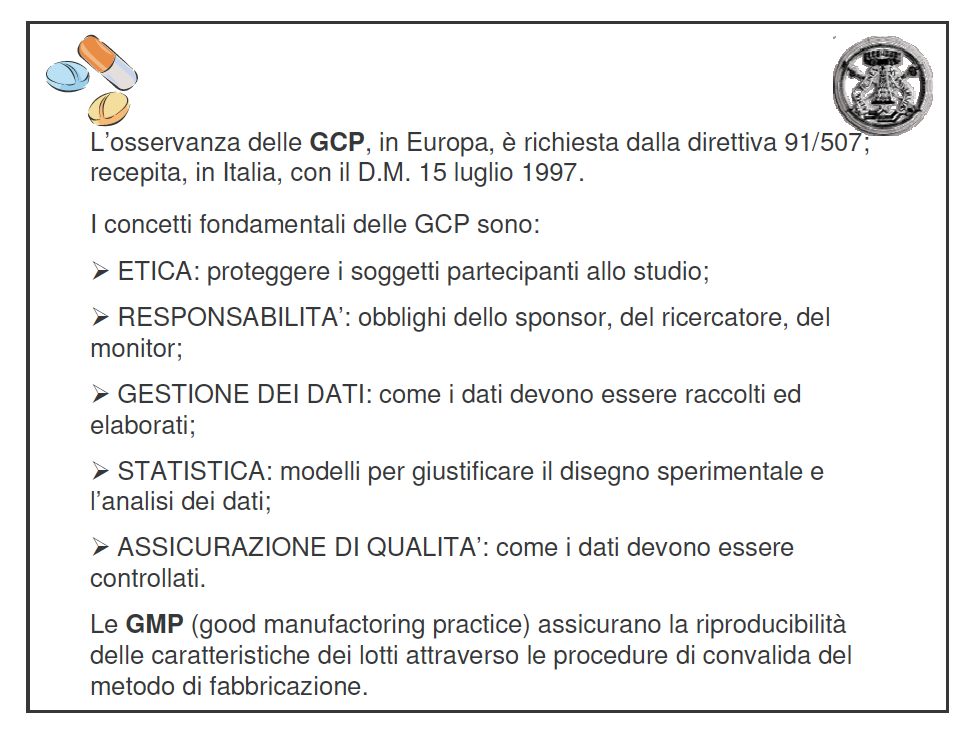 L’osservanza delle GCP, in Europa, è richiesta dalla direttiva 91/507;
recepita, in Italia, con il D.M. 15 luglio 1997.
I concetti fondamentali delle GCP sono:
➢ ETICA: proteggere i soggetti partecipanti allo studio;
➢ RESPONSABILITA’: obblighi dello sponsor, del ricercatore, del
monitor;
➢ GESTIONE DEI DATI: come i dati devono essere raccolti ed
elaborati;
➢ STATISTICA: modelli per giustificare il disegno sperimentale e
l’analisi dei dati;
➢ ASSICURAZIONE DI QUALITA’: come i dati devono essere
controllati.
Le GMP (good manufactoring practice) assicurano la riproducibilità
delle caratteristiche dei lotti attraverso le procedure di convalida del
metodo di fabbricazione.